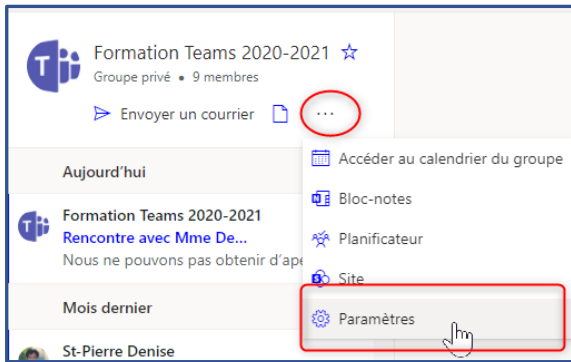 Formation Teams 2020-2021
Groupe privé • 9 membres
Envoyer un courrier
...
Accéder au calendrier du groupe
Bloc-notes
Planificateur
Site
Paramètres
Aujourd'hui
Formation Teams 2020-2021
Rencontre avec Mme De...
Nous ne pouvons pas obtenir d'ape
Mois dernier
St-Pierre Denise